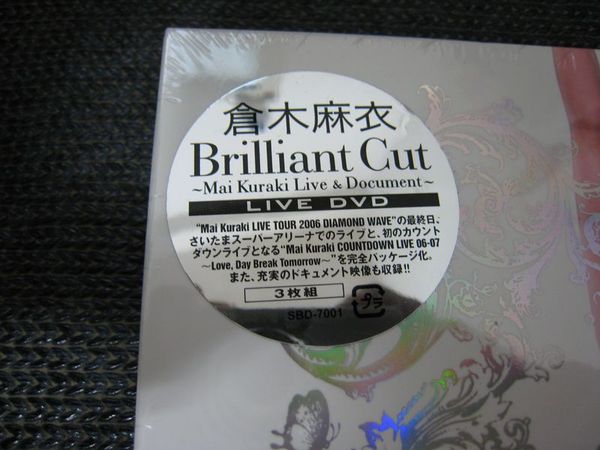 倉木麻衣
Brilliant Cut
~Mai Kuraki Live & Document~
LIVE DVD
"Mai Kuraki LIVE TOUR 2006 DIAMOND WAVE"の最終日、
さいたまスーパーアリーナでのライブと、初のカウント
ダウンライブとなる"Mai Kuraki COUNTDOWN LIVE 06-07
~Love, Day Break Tomorrow~"を完全パッケージ化。
また、充実のドキュメント映像も収録!!
3枚組
SBD-7001
プラ